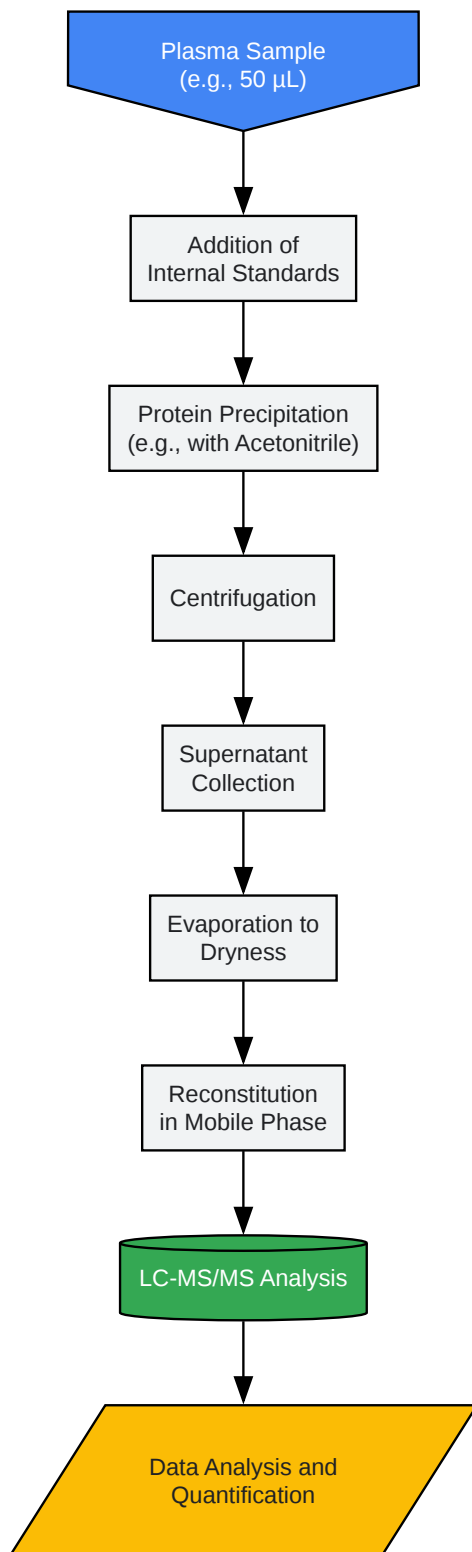 Plasma Sample
(e.g., 50 µL)
Addition of
Internal Standards
Protein Precipitation
(e.g., with Acetonitrile)
Centrifugation
Supernatant
Collection
Evaporation to
Dryness
Reconstitution
in Mobile Phase
LC-MS/MS Analysis
Data Analysis and
Quantification